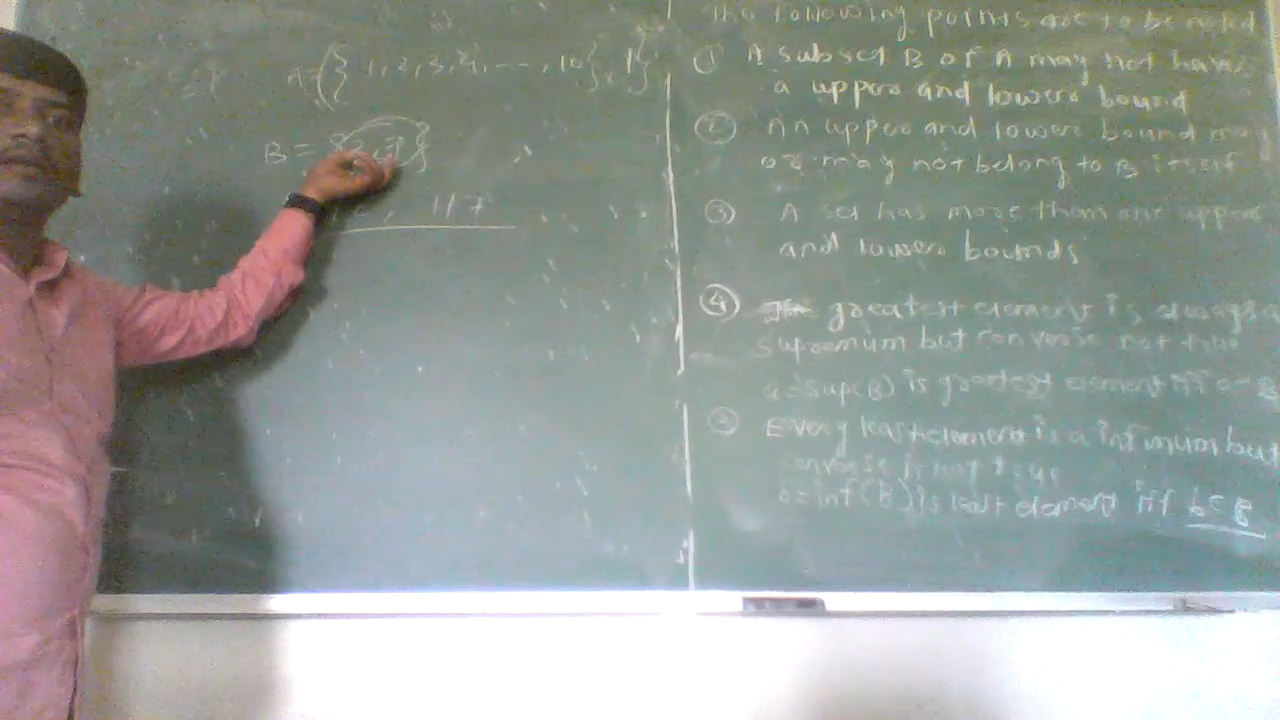 A = ({ 1, 2, 3, 4, --- , 10 }, | }
B = { 2, 7 }
, 1/7
The following points are to be noted
① A subset B of A may not have
a upper and lower bound
② An upper and lower bound may
or may not belong to B itself
③ A set has more than one upper
and lower bounds
④ greatest element is always a
supremum but converse not true
a = sup(B) is greatest element iff a ∈ B
Every least element is a infimum but
converse is not true
b = inf(B) is least element iff b ∈ B